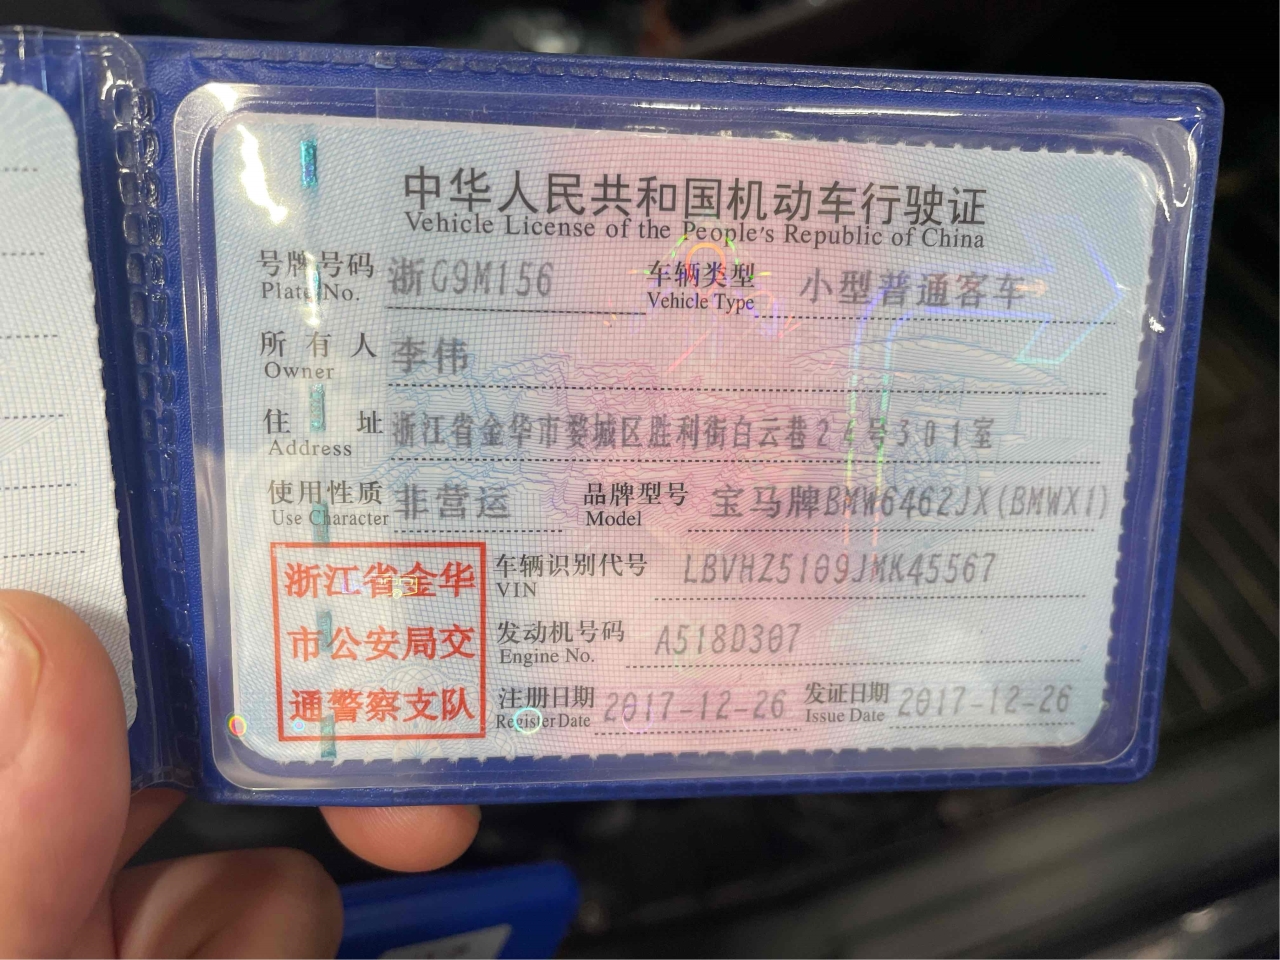 中华人民共和国机动车行驶证
Vehicle License of the People's Republic of China
号牌号码 浙G9M156 车辆类型 小型普通客车
Plate No. Vehicle Type
所有人 李伟
Owner
住址 浙江省金华市婺城区胜利街白云巷24号301室
Address
使用性质 非营运 品牌型号 宝马牌BMW6462JX(BMWX1)
Use Character Model
浙江省金华
市公安局交
通警察支队
车辆识别代号 LBVHZ5109JMK45567
VIN
发动机号码 A518D307
Engine No.
注册日期 2017-12-26 发证日期 2017-12-26
Register Date Issue Date